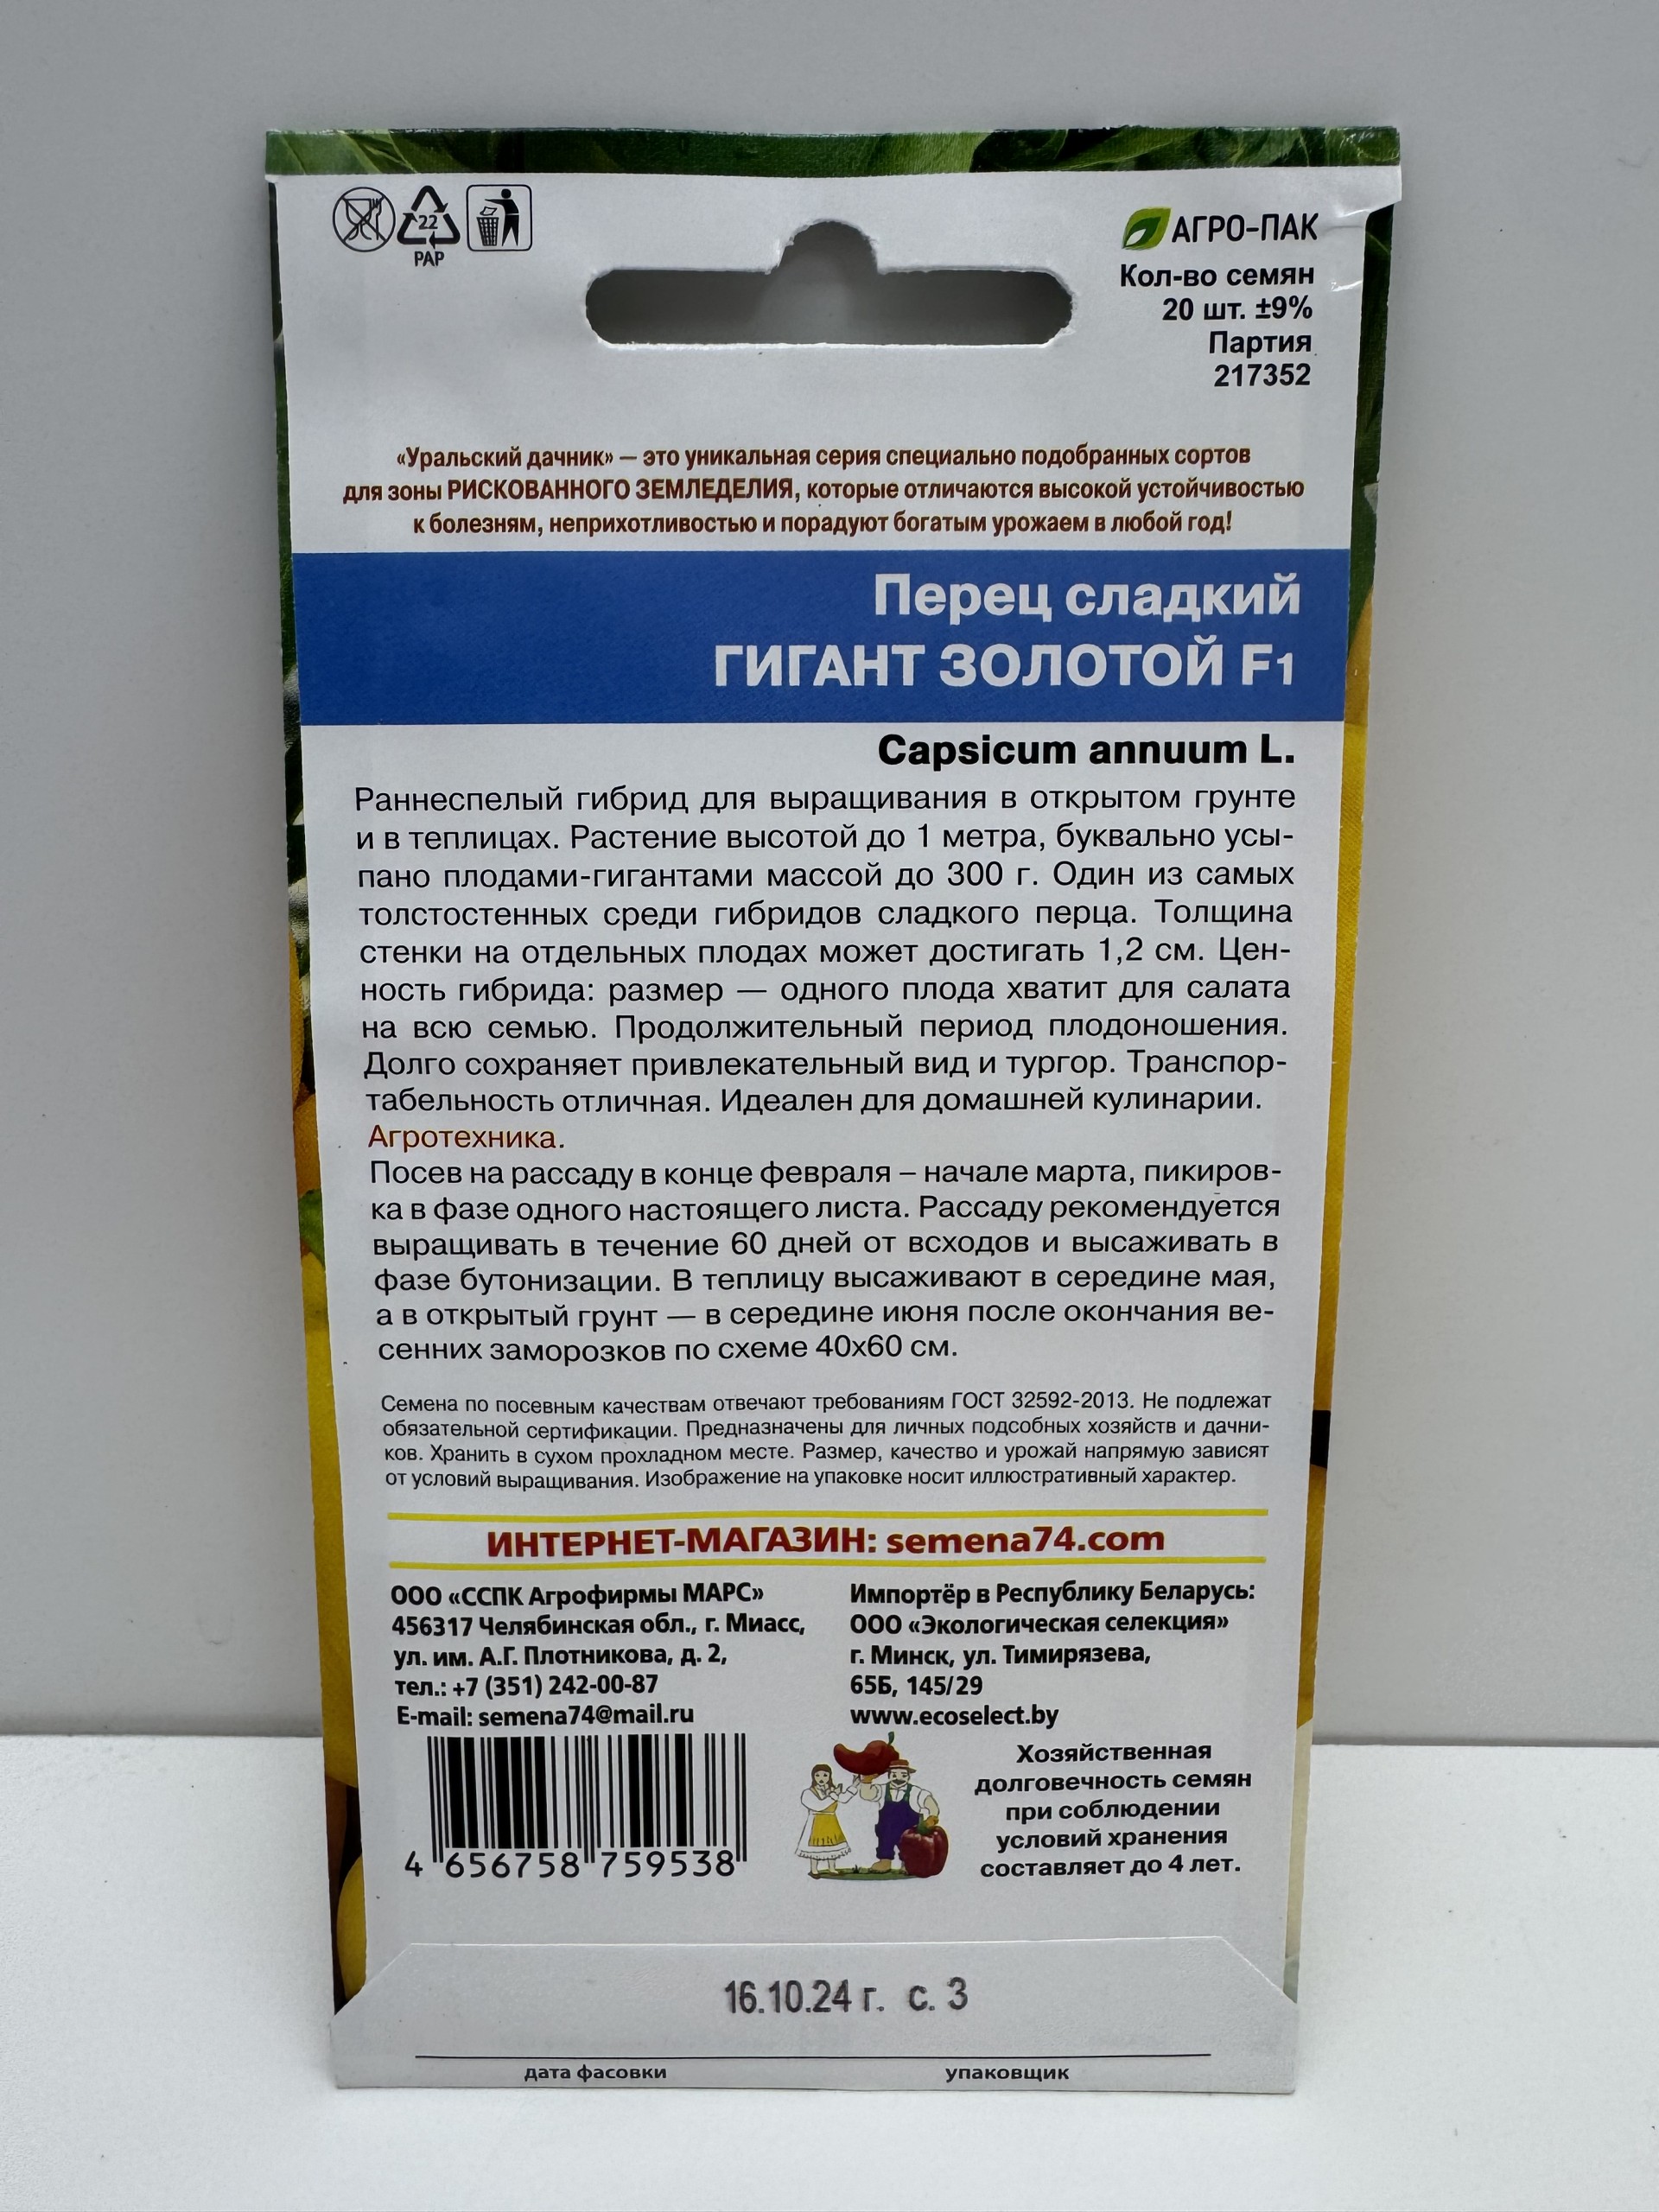 22
PAP
АГРО-ПАК
Кол-во семян
20 шт. ±9%
Партия
217352
«Уральский дачник» — это уникальная серия специально подобранных сортов
для зоны РИСКОВАННОГО ЗЕМЛЕДЕЛИЯ, которые отличаются высокой устойчивостью
к болезням, неприхотливостью и порадуют богатым урожаем в любой год!
Перец сладкий
ГИГАНТ ЗОЛОТОЙ F1
Capsicum annuum L.
Раннеспелый гибрид для выращивания в открытом грунте
и в теплицах. Растение высотой до 1 метра, буквально усы-
пано плодами-гигантами массой до 300 г. Один из самых
толстостенных среди гибридов сладкого перца. Толщина
стенки на отдельных плодах может достигать 1,2 см. Цен-
ность гибрида: размер — одного плода хватит для салата
на всю семью. Продолжительный период плодоношения.
Долго сохраняет привлекательный вид и тургор. Транспор-
табельность отличная. Идеален для домашней кулинарии.
Агротехника.
Посев на рассаду в конце февраля – начале марта, пикиров-
ка в фазе одного настоящего листа. Рассаду рекомендуется
выращивать в течение 60 дней от всходов и высаживать в
фазе бутонизации. В теплицу высаживают в середине мая,
а в открытый грунт — в середине июня после окончания ве-
сенних заморозков по схеме 40х60 см.
Семена по посевным качествам отвечают требованиям ГОСТ 32592-2013. Не подлежат
обязательной сертификации. Предназначены для личных подсобных хозяйств и дачни-
ков. Хранить в сухом прохладном месте. Размер, качество и урожай напрямую зависят
от условий выращивания. Изображение на упаковке носит иллюстративный характер.
ИНТЕРНЕТ-МАГАЗИН: semena74.com
ООО «ССПК Агрофирмы МАРС»
456317 Челябинская обл., г. Миасс,
ул. им. А.Г. Плотникова, д. 2,
тел.: +7 (351) 242-00-87
E-mail: semena74@mail.ru
Импортёр в Республику Беларусь:
ООО «Экологическая селекция»
г. Минск, ул. Тимирязева,
65Б, 145/29
www.ecoselect.by
4 656758 759538
Хозяйственная
долговечность семян
при соблюдении
условий хранения
составляет до 4 лет.
16.10.24 г. с. 3
дата фасовки упаковщик